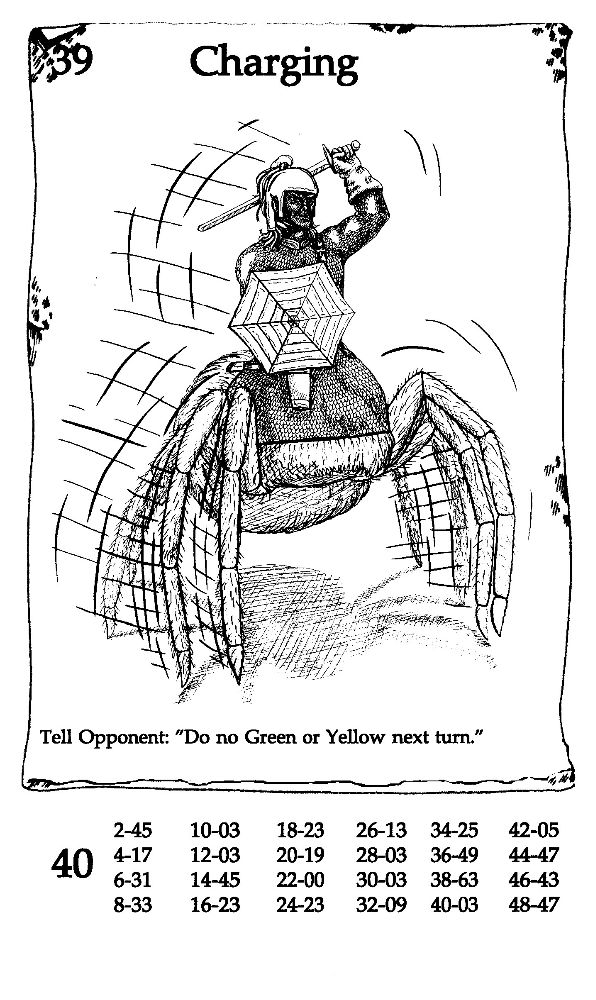 39 Charging
Tell Opponent: "Do no Green or Yellow next turn."
40
2-45 10-03 18-23 26-13 34-25 42-05
4-17 12-03 20-19 28-03 36-49 44-47
6-31 14-45 22-00 30-03 38-63 46-43
8-33 16-23 24-23 32-09 40-03 48-47